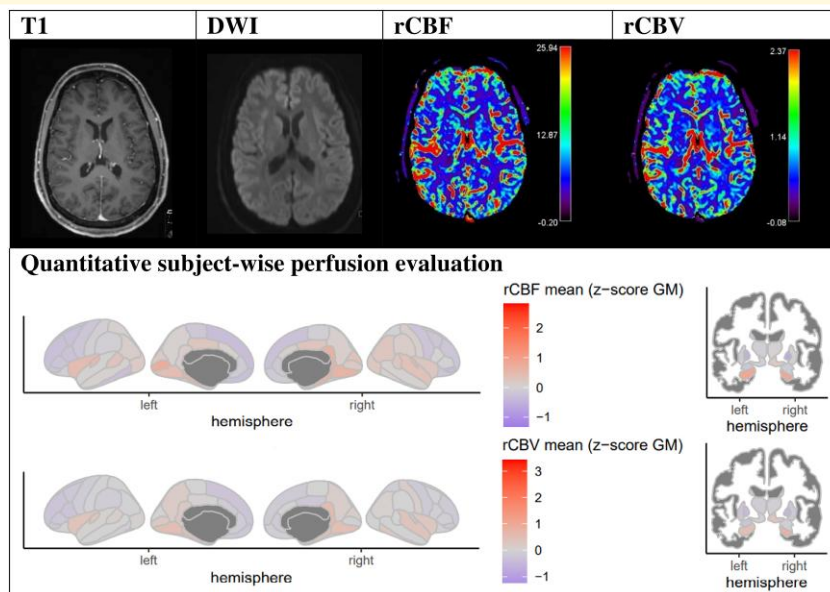 T1 DWI rCBF rCBV
25.94 2.37
12.87 1.14
-0.20 -0.08
Quantitative subject-wise perfusion evaluation
rCBF mean (z−score GM)
2
1
0
−1
left right
hemisphere
left right
hemisphere
rCBV mean (z−score GM)
3
2
1
0
−1
left right
hemisphere
left right
hemisphere